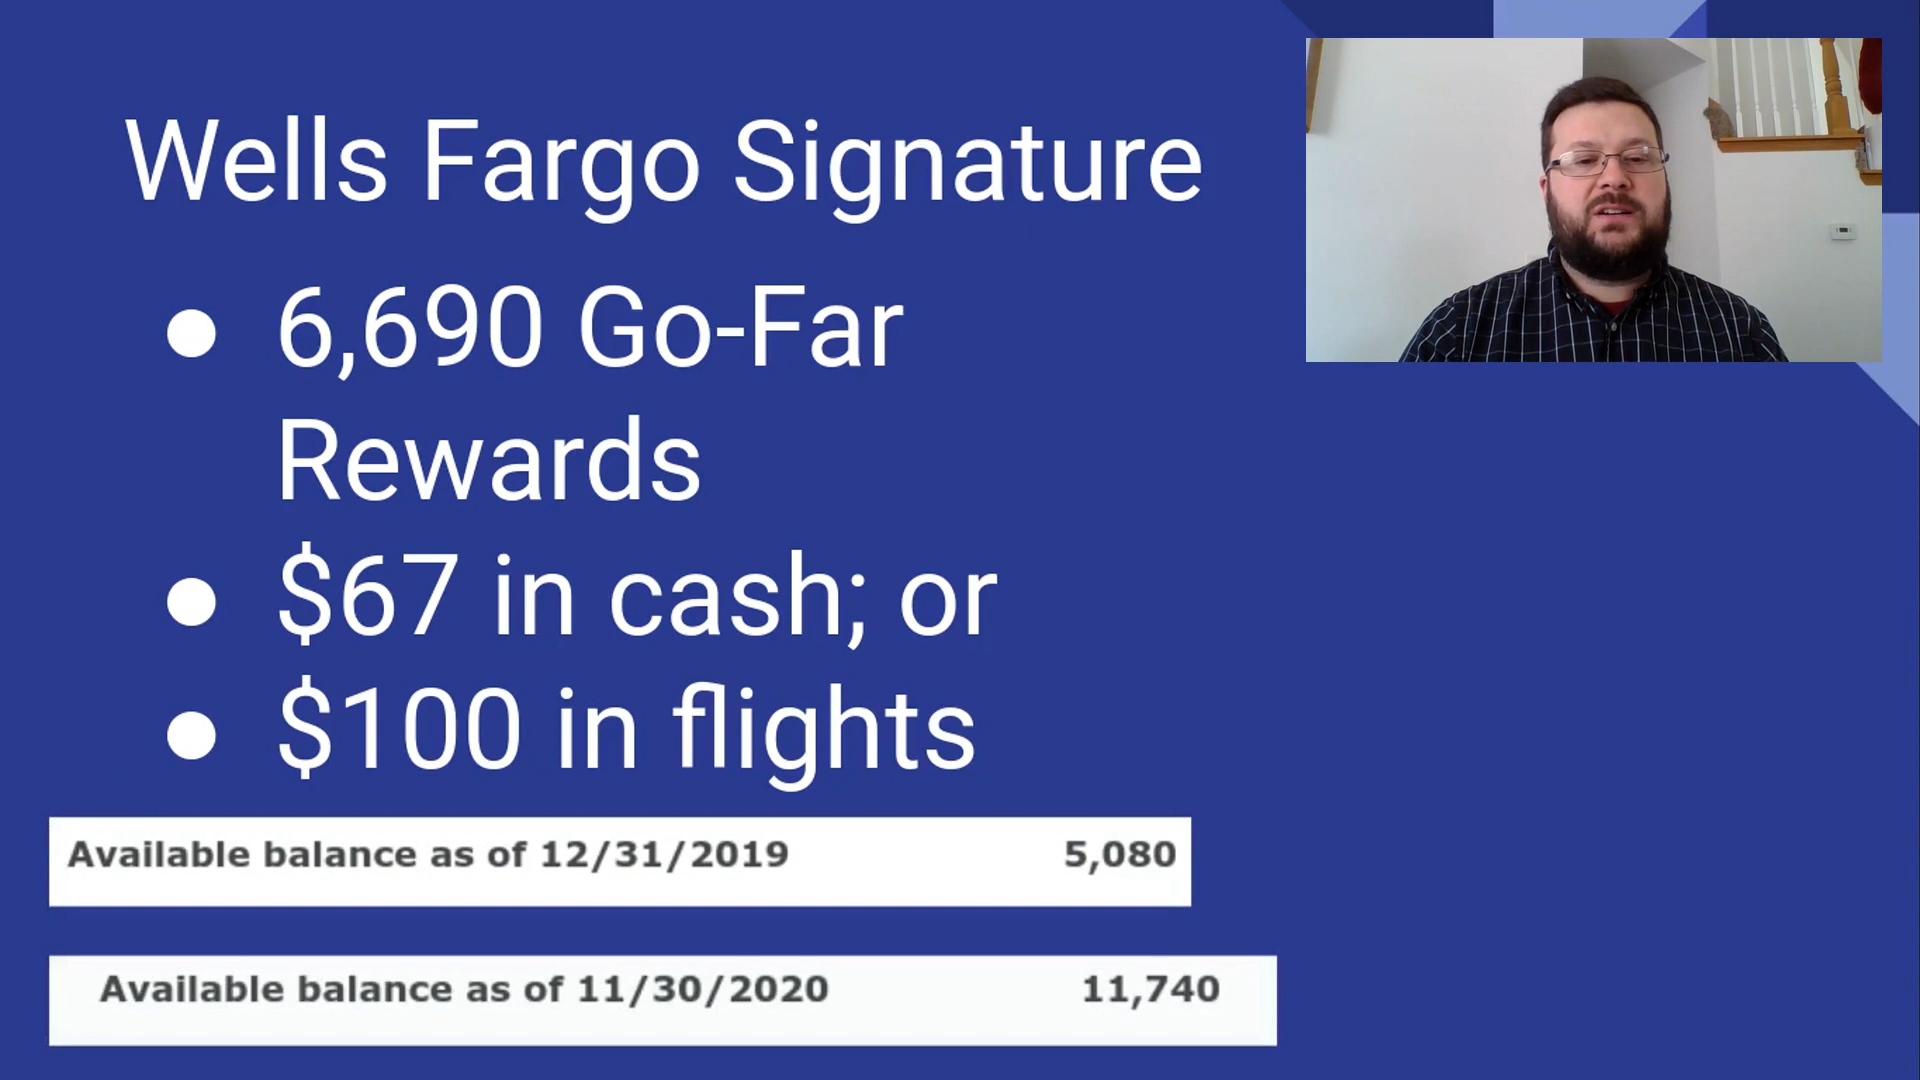 Wells Fargo Signature
● 6,690 Go-Far
Rewards
● $67 in cash; or
● $100 in flights
Available balance as of 12/31/2019 5,080
Available balance as of 11/30/2020 11,740